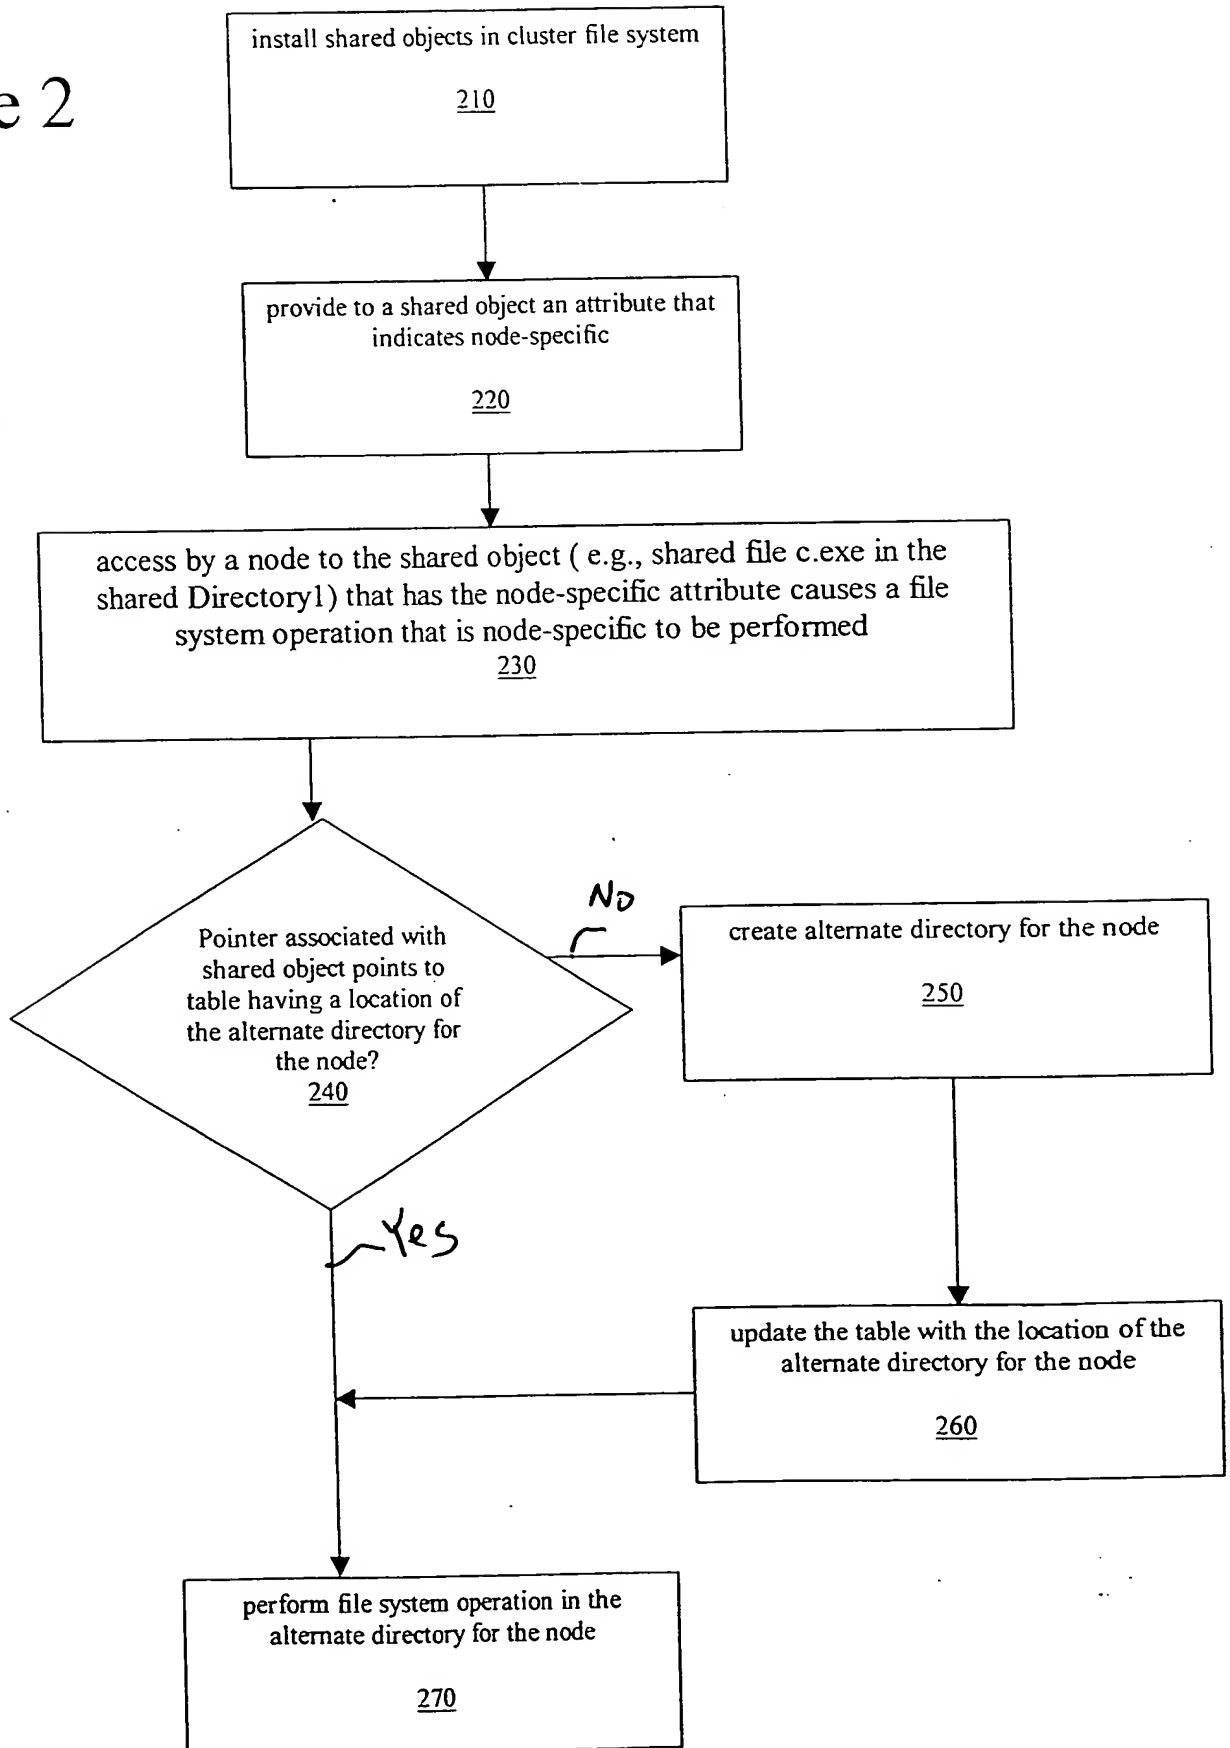 e 2
install shared objects in cluster file system
210
provide to a shared object an attribute that
indicates node-specific
220
access by a node to the shared object ( e.g., shared file c.exe in the
shared Directory1) that has the node-specific attribute causes a file
system operation that is node-specific to be performed
230
Pointer associated with
shared object points to
table having a location of
the alternate directory for
the node?
240
No
create alternate directory for the node
250
Yes
update the table with the location of the
alternate directory for the node
260
perform file system operation in the
alternate directory for the node
270